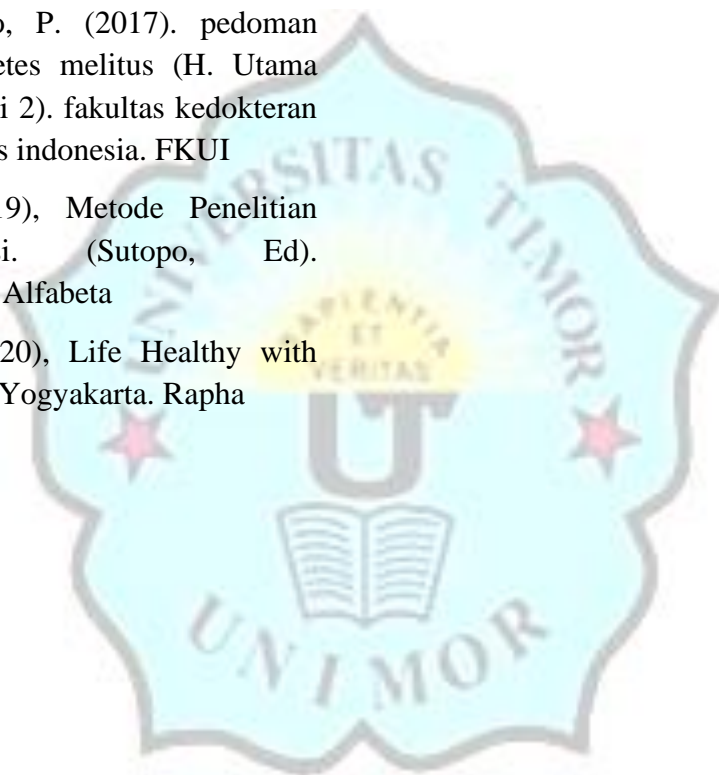 o, P. (2017). pedoman
etes melitus (H. Utama
i 2). fakultas kedokteran
s indonesia. FKUI
19), Metode Penelitian
i. (Sutopo, Ed).
Alfabeta
20), Life Healthy with
Yogyakarta. Rapha
UNIVERSITAS TIMOR
SAPIENTIA
ET
VERITAS
UT
UNIMOR